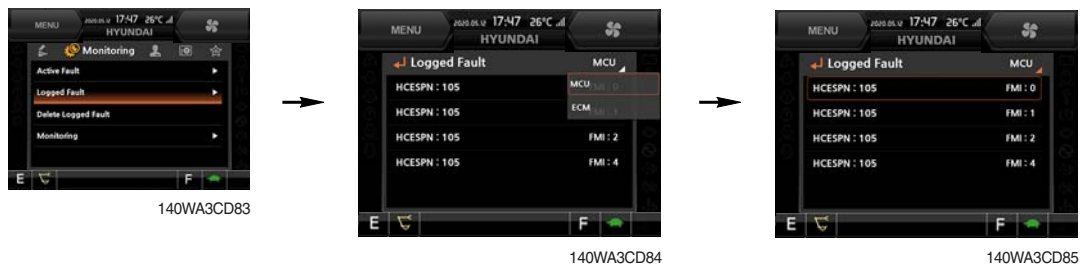 MENU
17:47 26°C
HYUNDAI
Monitoring
Active Fault
Logged Fault
Delete Logged Fault
Monitoring
E F
140WA3CD83
MENU
17:47 26°C
HYUNDAI
Logged Fault MCU
HCESPN : 105
MCU
HCESPN : 105
ECM
HCESPN : 105 FMI : 2
HCESPN : 105 FMI : 4
E F
140WA3CD84
MENU
17:47 26°C
HYUNDAI
Logged Fault MCU
HCESPN : 105 FMI : 0
HCESPN : 105 FMI : 1
HCESPN : 105 FMI : 2
HCESPN : 105 FMI : 4
E F
140WA3CD85